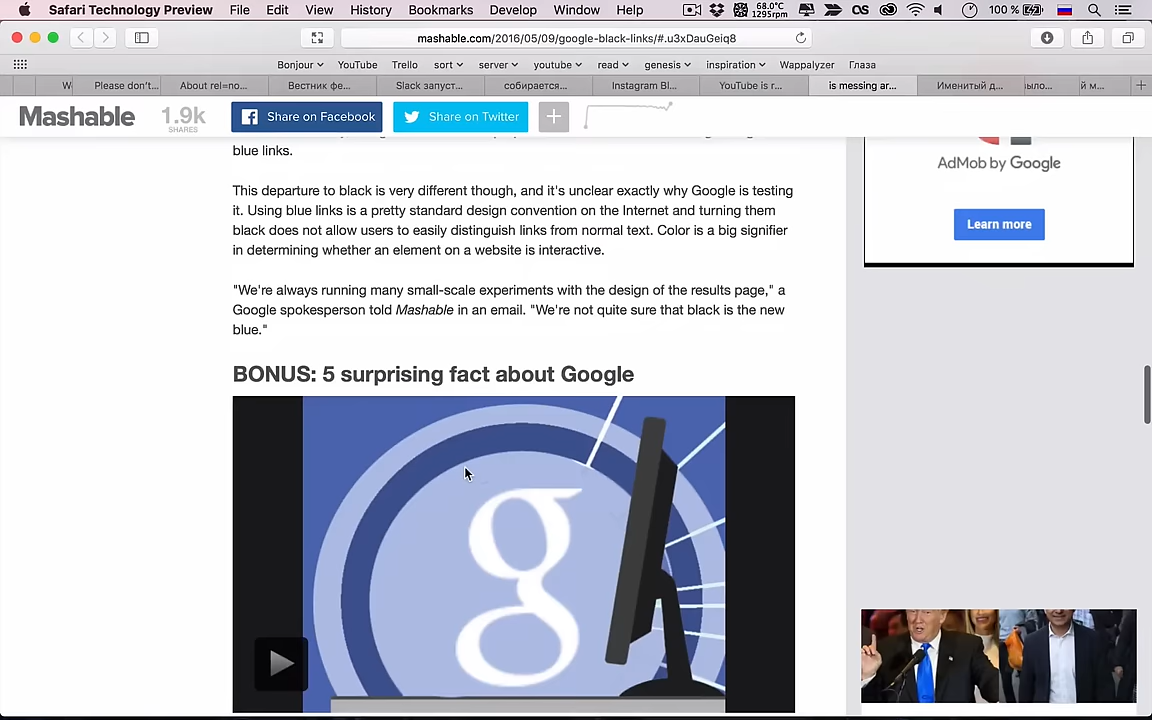 Safari Technology Preview File Edit View History Bookmarks Develop Window Help 68.0°C 1295rpm 100 %
mashable.com/2016/05/09/google-black-links/#.u3xDauGeiq8
Bonjour YouTube Trello sort server youtube read genesis inspiration Wappalyzer Глаза
Please don't... About rel=no... Вестник фе... Slack запуст... собирается... Instagram Bl... YouTube is r... is messing ar... Именитый д... ыло... й м...
Mashable 1.9k SHARES Share on Facebook Share on Twitter
blue links.
This departure to black is very different though, and it's unclear exactly why Google is testing
it. Using blue links is a pretty standard design convention on the Internet and turning them
black does not allow users to easily distinguish links from normal text. Color is a big signifier
in determining whether an element on a website is interactive.
"We're always running many small-scale experiments with the design of the results page," a
Google spokesperson told Mashable in an email. "We're not quite sure that black is the new
blue."
BONUS: 5 surprising fact about Google
g
AdMob by Google
Learn more